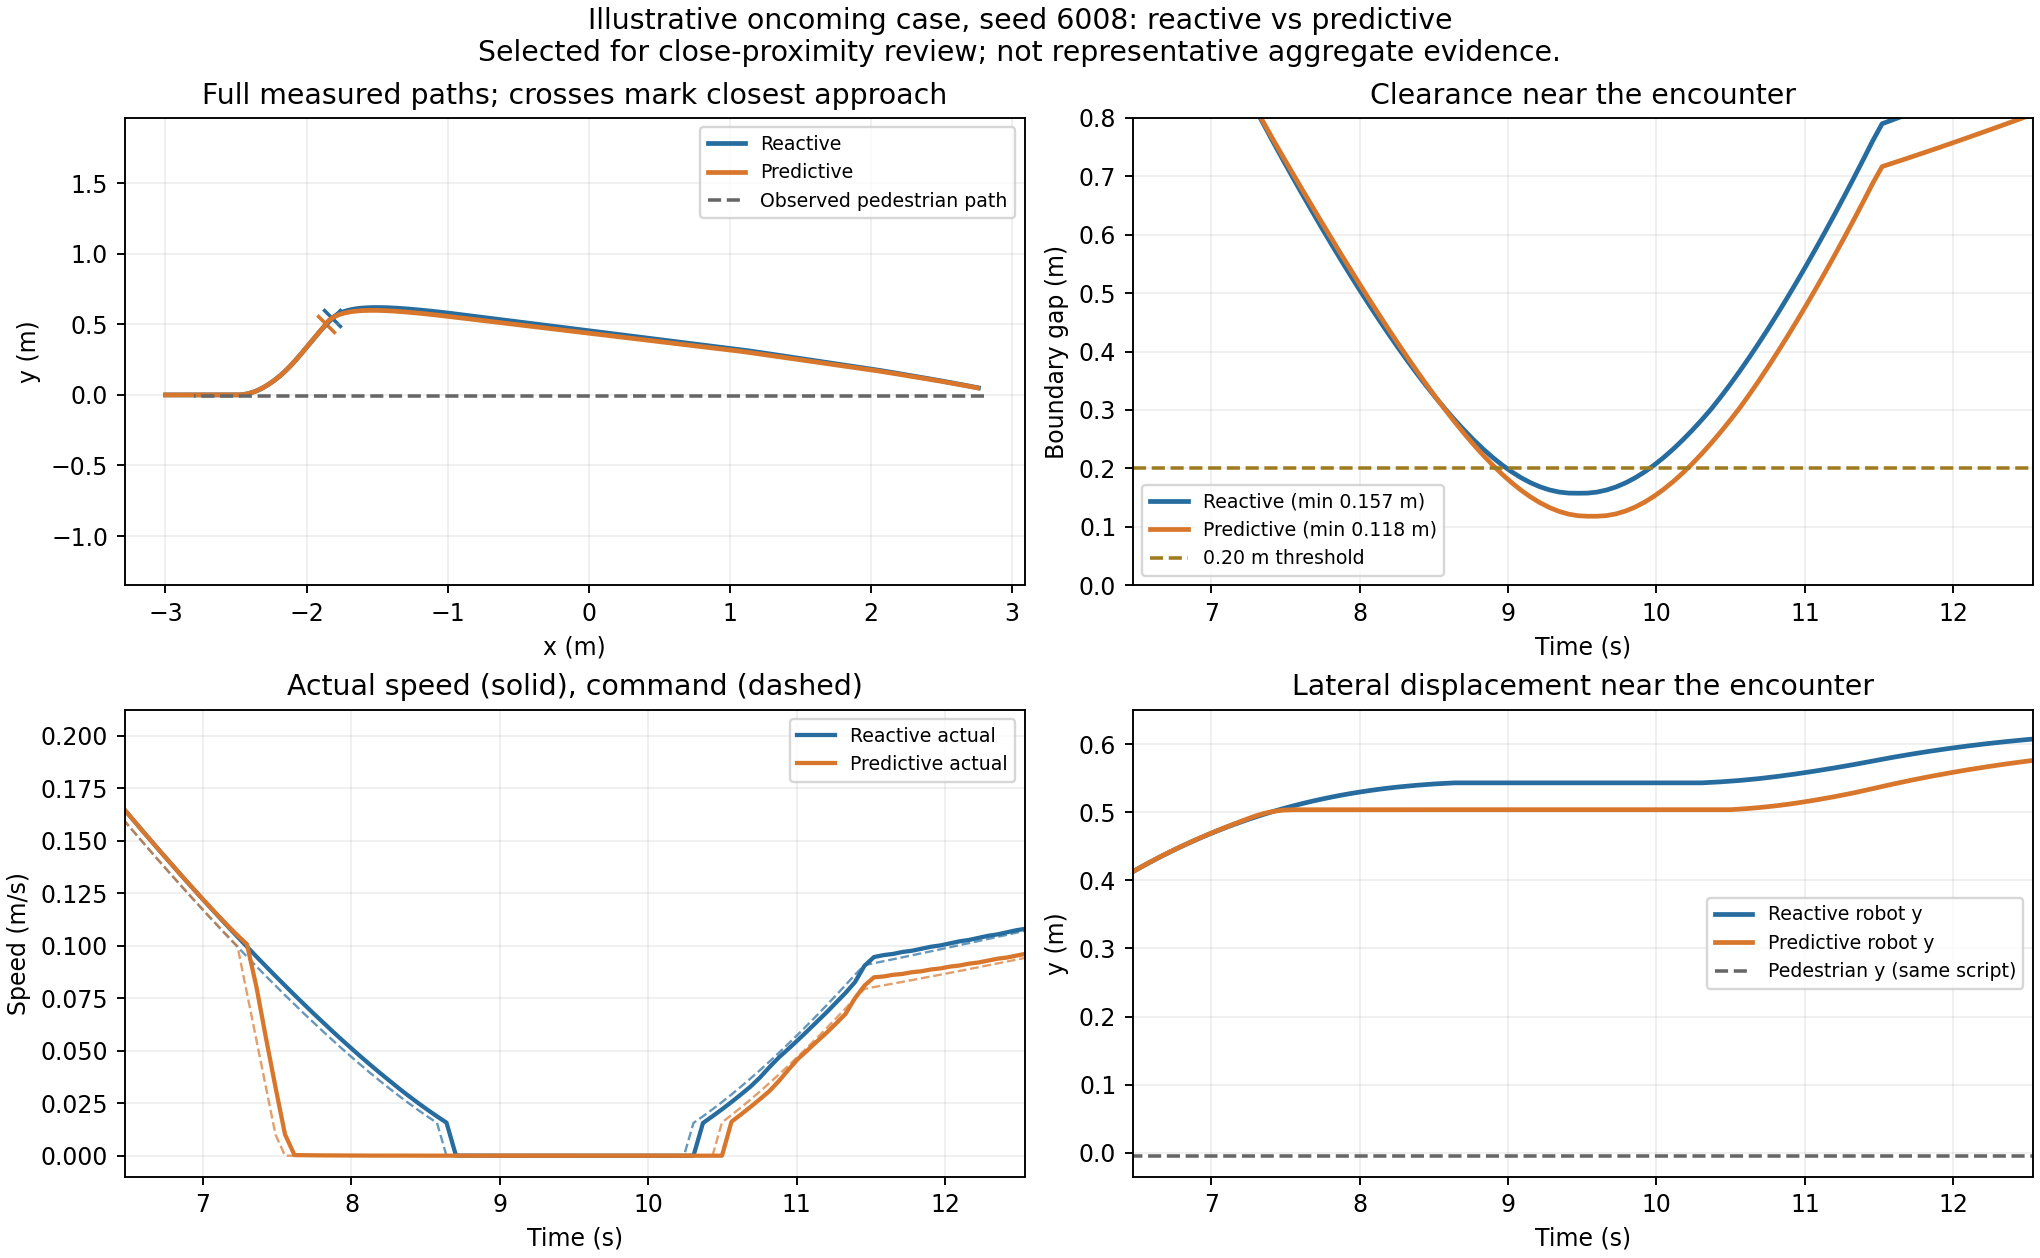 Illustrative oncoming case, seed 6008: reactive vs predictive
Selected for close-proximity review; not representative aggregate evidence.
Full measured paths; crosses mark closest approach
Reactive
Predictive
Observed pedestrian path
1.5
1.0
0.5
0.0
−0.5
−1.0
y (m)
−3 −2 −1 0 1 2 3
x (m)
Clearance near the encounter
0.8
0.7
0.6
0.5
0.4
0.3
0.2
0.1
0.0
Boundary gap (m)
Reactive (min 0.157 m)
Predictive (min 0.118 m)
0.20 m threshold
7 8 9 10 11 12
Time (s)
Actual speed (solid), command (dashed)
Reactive actual
Predictive actual
0.200
0.175
0.150
0.125
0.100
0.075
0.050
0.025
0.000
Speed (m/s)
7 8 9 10 11 12
Time (s)
Lateral displacement near the encounter
0.6
0.5
0.4
0.3
0.2
0.1
0.0
y (m)
Reactive robot y
Predictive robot y
Pedestrian y (same script)
7 8 9 10 11 12
Time (s)